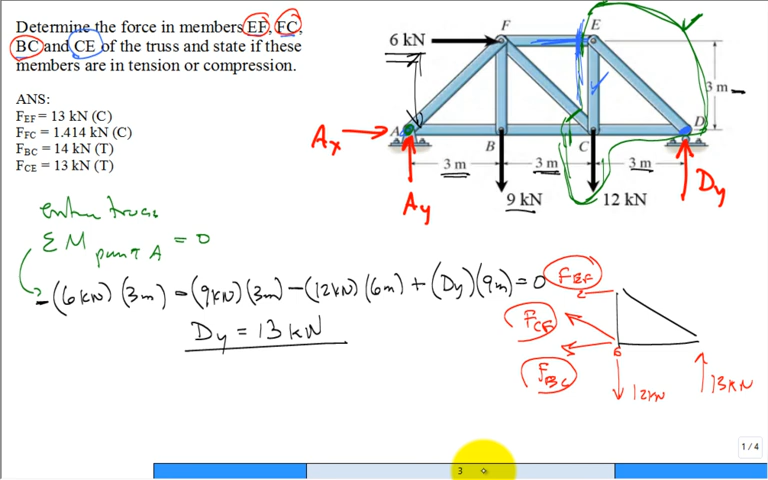 Determine the force in members EF, FC,
BC and CE of the truss and state if these
members are in tension or compression.
ANS:
FEF = 13 kN (C)
FFC = 1.414 kN (C)
FBC = 14 kN (T)
FCE = 13 kN (T)
6 kN
F
E
3 m
Ax
A
B
C
D
3 m
3 m
3 m
Ay
9 kN
12 kN
Dy
entire truss
ΣM point A = 0
-(6kN)(3m) - (9kN)(3m) - (12kN)(6m) + (Dy)(9m) = 0
Dy = 13 kN
FEF
E
FCF
FBC
12kN
13kN
1/4
3